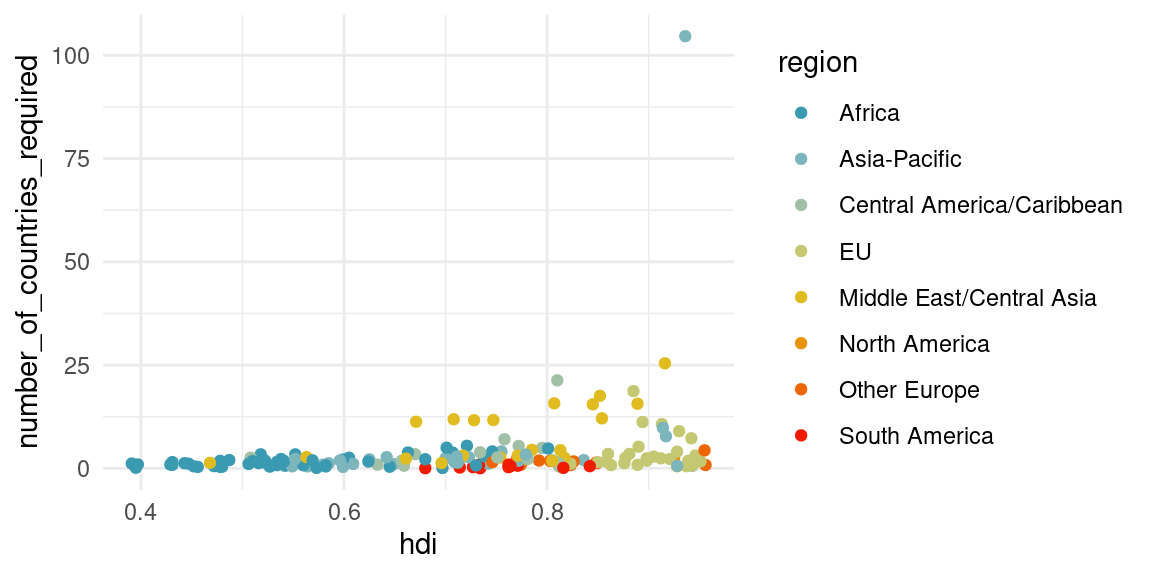 number_of_countries_required
100
75
50
25
0
0.4
0.6
0.8
hdi
region
Africa
Asia-Pacific
Central America/Caribbean
EU
Middle East/Central Asia
North America
Other Europe
South America